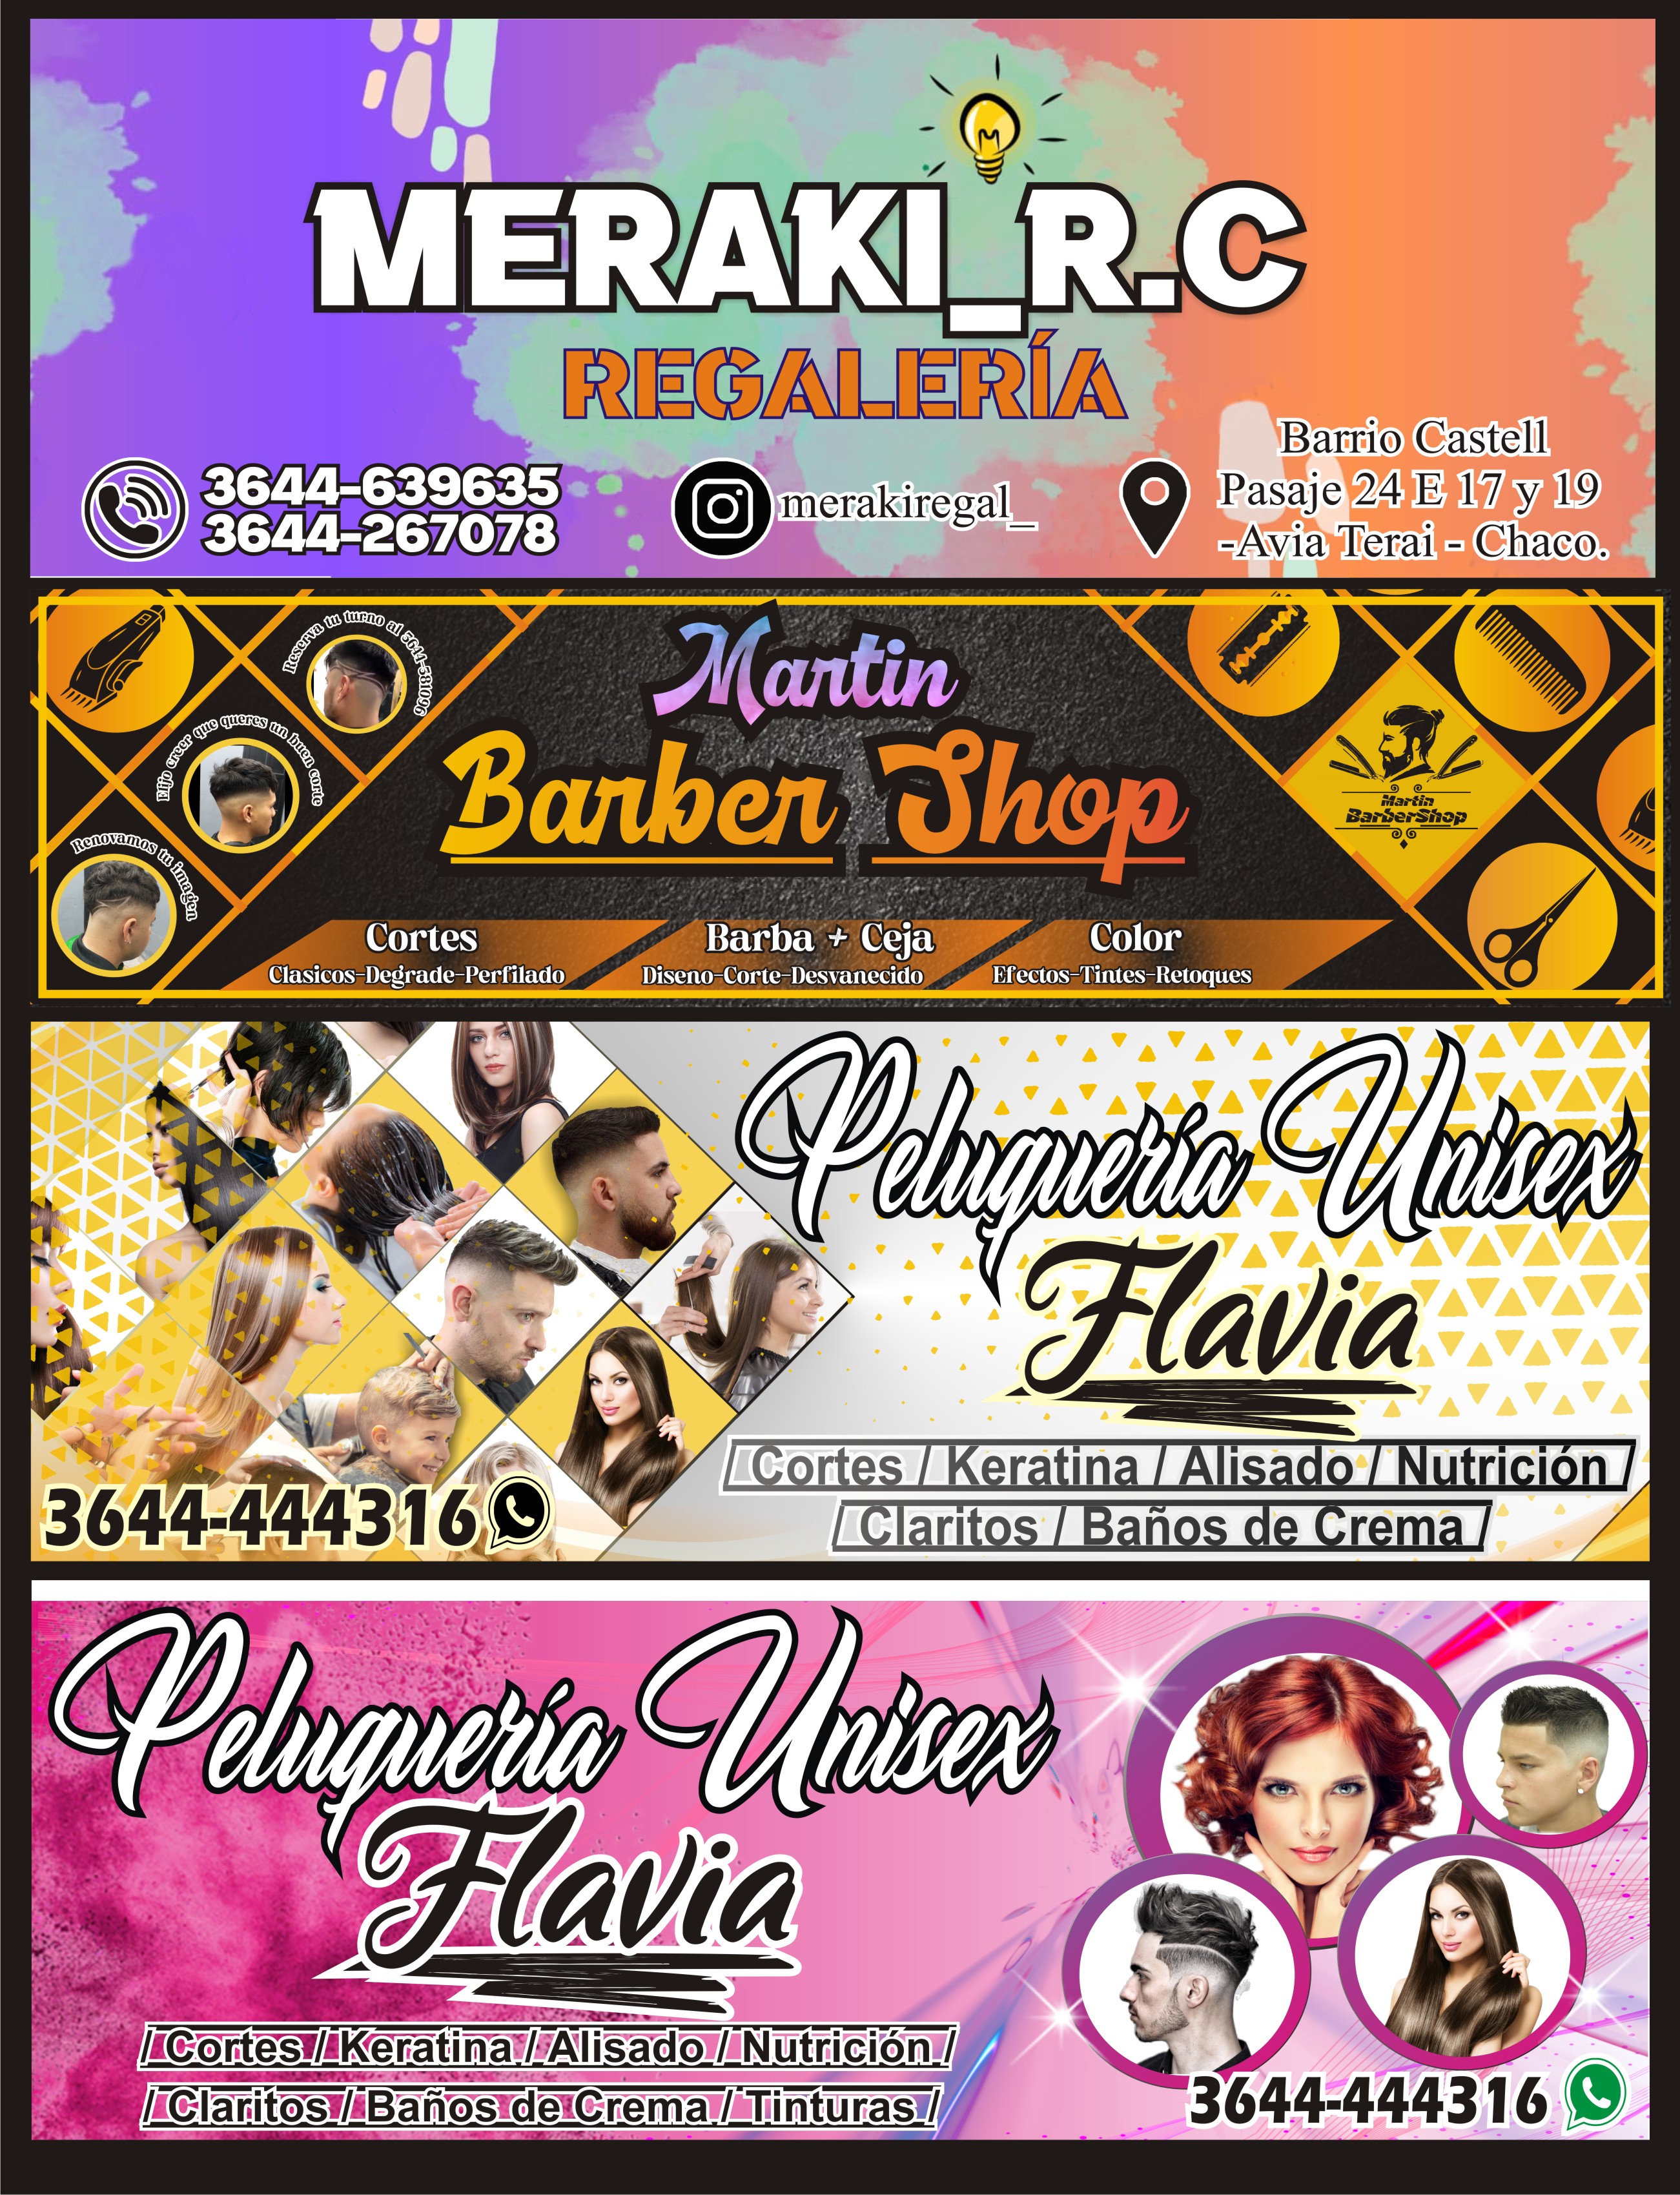 M
MERAKI_R.C
REGALERÍA
3644-639635
3644-267078
merakiregal_
Barrio Castell
Pasaje 24 E 17 y 19
-Avia Terai - Chaco.
Reserva tu turno al 3644-381096
Elijo creer que queres un buen corte
Renovamos tu imagen
Martin
Barber Shop
Martin
BarberShop
Cortes
Clasicos-Degrade-Perfilado
Barba + Ceja
Diseno-Corte-Desvanecido
Color
Efectos-Tintes-Retoques
Peluquería Unisex
Flavia
/ Cortes / Keratina / Alisado / Nutrición /
/ Claritos / Baños de Crema /
3644-444316
Peluquería Unisex
Flavia
/ Cortes / Keratina / Alisado / Nutrición /
/ Claritos / Baños de Crema / Tinturas /
3644-444316